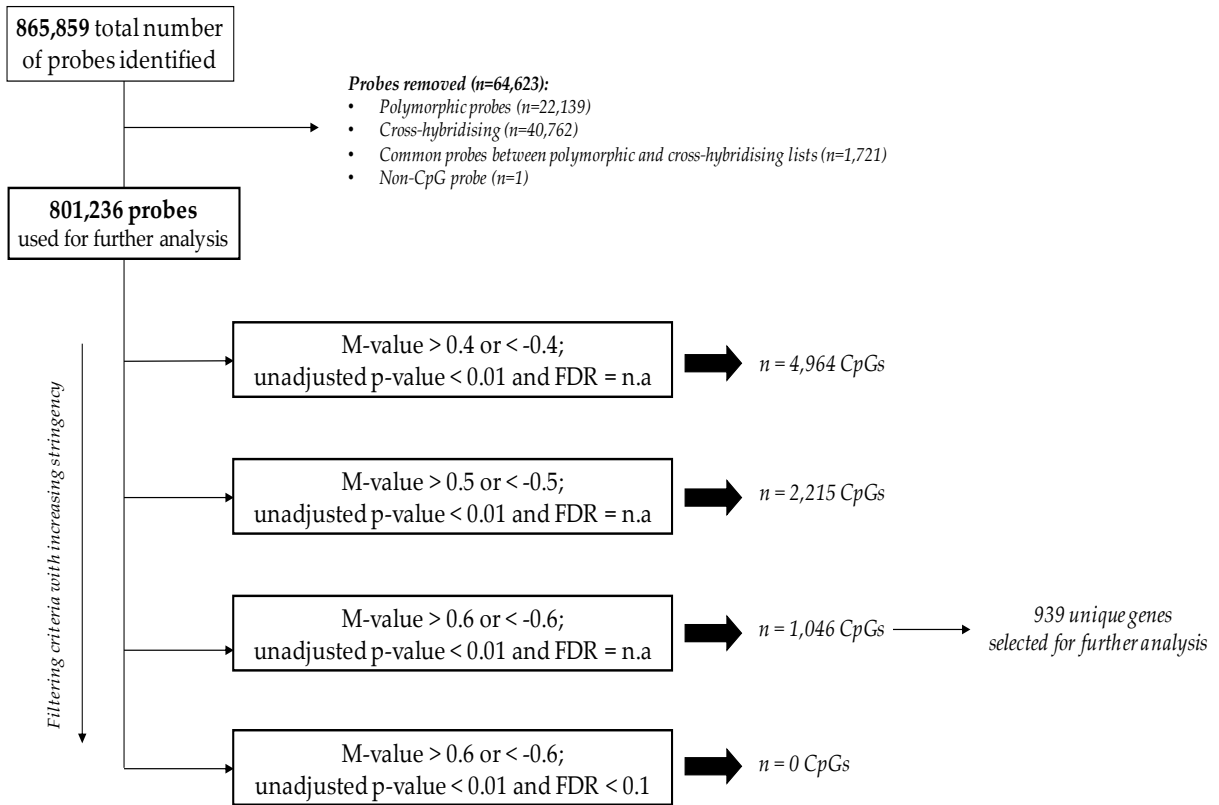 865,859 total number
of probes identified
Probes removed (n=64,623):
• Polymorphic probes (n=22,139)
• Cross-hybridising (n=40,762)
• Common probes between polymorphic and cross-hybridising lists (n=1,721)
• Non-CpG probe (n=1)
801,236 probes
used for further analysis
Filtering criteria with increasing stringency
M-value > 0.4 or < -0.4;
unadjusted p-value < 0.01 and FDR = n.a
n = 4,964 CpGs
M-value > 0.5 or < -0.5;
unadjusted p-value < 0.01 and FDR = n.a
n = 2,215 CpGs
M-value > 0.6 or < -0.6;
unadjusted p-value < 0.01 and FDR = n.a
n = 1,046 CpGs
939 unique genes
selected for further analysis
M-value > 0.6 or < -0.6;
unadjusted p-value < 0.01 and FDR < 0.1
n = 0 CpGs